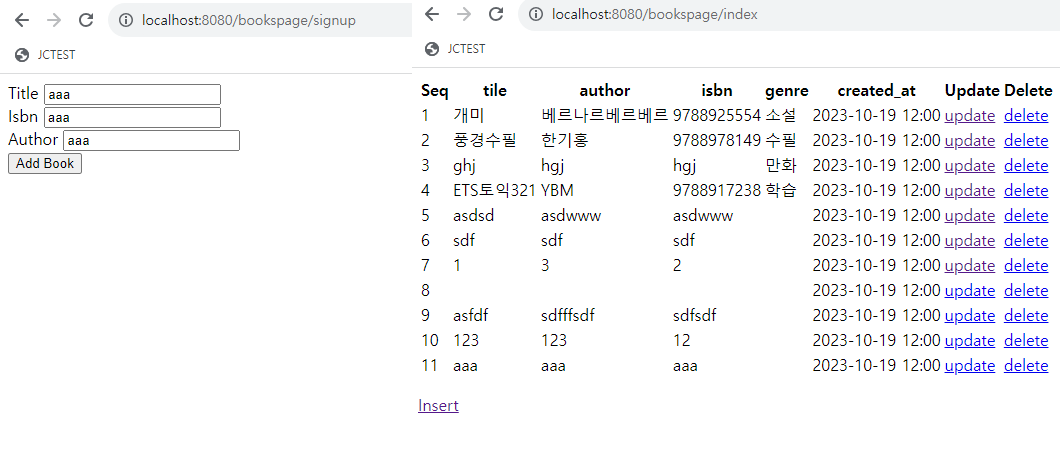 localhost:8080/bookspage/signup
JCTEST
Title aaa
Isbn aaa
Author aaa
Add Book
localhost:8080/bookspage/index
JCTEST
Seq tile author isbn genre created_at Update Delete
1 개미 베르나르베르베르 9788925554 소설 2023-10-19 12:00 update delete
2 풍경수필 한기홍 9788978149 수필 2023-10-19 12:00 update delete
3 ghj hgj hgj 만화 2023-10-19 12:00 update delete
4 ETS토익321 YBM 9788917238 학습 2023-10-19 12:00 update delete
5 asdsd asdwww asdwww 2023-10-19 12:00 update delete
6 sdf sdf sdf 2023-10-19 12:00 update delete
7 1 3 2 2023-10-19 12:00 update delete
8 2023-10-19 12:00 update delete
9 asfdf sdfffsdf sdfsdf 2023-10-19 12:00 update delete
10 123 123 12 2023-10-19 12:00 update delete
11 aaa aaa aaa 2023-10-19 12:00 update delete
Insert